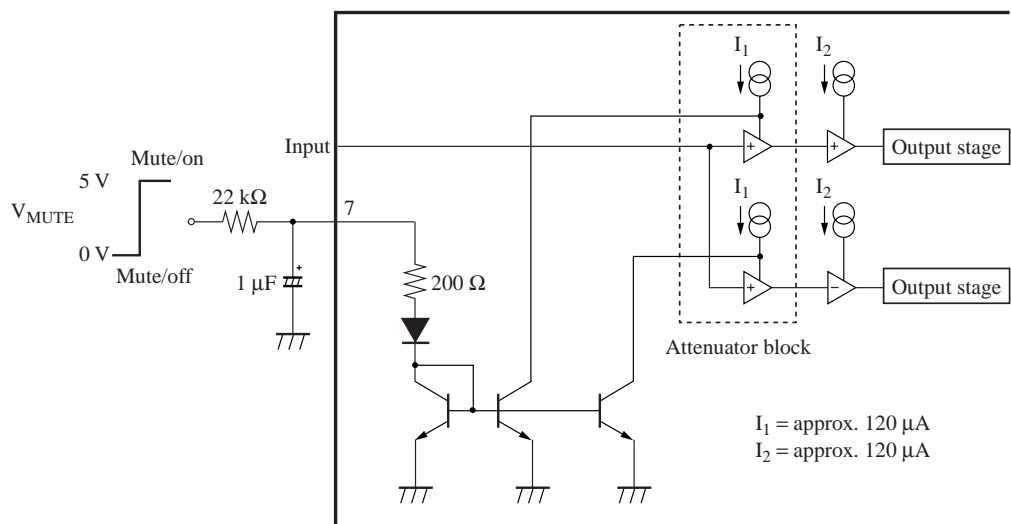 I1
I2
Input
+
+
Output stage
Mute/on
5 V
VMUTE
22 kΩ
7
0 V
Mute/off
I1
I2
1 μF
+
200 Ω
+
−
Output stage
Attenuator block
I1 = approx. 120 μA
I2 = approx. 120 μA